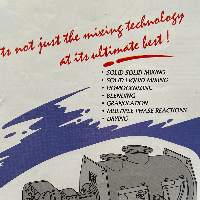 ts not just the mixing technology
at its ultimate best !
• SOLID SOLID MIXING
• SOLID LIQUID MIXING
• HOMOGENIZING
• BLENDING
• GRANULATION
• MULTIPLE PHASE REACTIONS
• DRYING